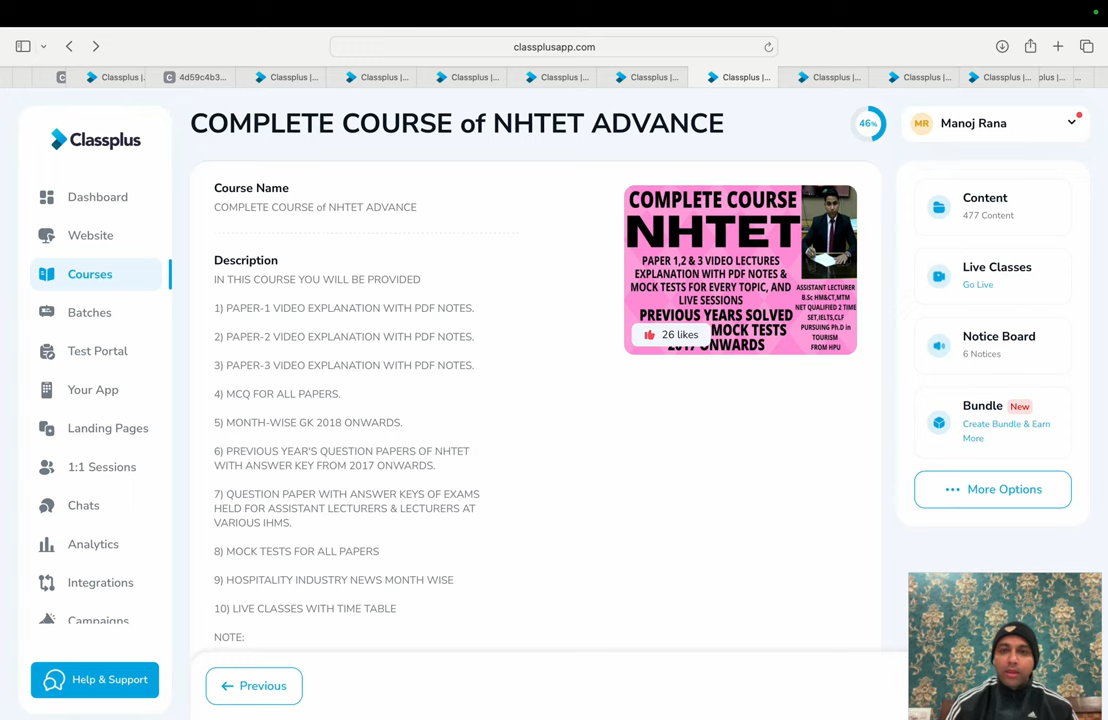 classplusapp.com
C
Classplus |.
C
4d59c4b3...
Classplus |...
Classplus |...
Classplus |...
Classplus |...
Classplus |...
Classplus |...
Classplus |...
Classplus |...
Classplus |...
plus |...
...
Classplus
Dashboard
Website
Courses
Batches
Test Portal
Your App
Landing Pages
1:1 Sessions
Chats
Analytics
Integrations
Campaigns
Help & Support
COMPLETE COURSE of NHTET ADVANCE
46%
MR
Manoj Rana
Course Name
COMPLETE COURSE of NHTET ADVANCE
Description
IN THIS COURSE YOU WILL BE PROVIDED
1) PAPER-1 VIDEO EXPLANATION WITH PDF NOTES.
2) PAPER-2 VIDEO EXPLANATION WITH PDF NOTES.
3) PAPER-3 VIDEO EXPLANATION WITH PDF NOTES.
4) MCQ FOR ALL PAPERS.
5) MONTH-WISE GK 2018 ONWARDS.
6) PREVIOUS YEAR'S QUESTION PAPERS OF NHTET
WITH ANSWER KEY FROM 2017 ONWARDS.
7) QUESTION PAPER WITH ANSWER KEYS OF EXAMS
HELD FOR ASSISTANT LECTURERS & LECTURERS AT
VARIOUS IHMS.
8) MOCK TESTS FOR ALL PAPERS
9) HOSPITALITY INDUSTRY NEWS MONTH WISE
10) LIVE CLASSES WITH TIME TABLE
NOTE:
Previous
COMPLETE COURSE
NHTET
PAPER 1,2 & 3 VIDEO LECTURES
EXPLANATION WITH PDF NOTES &
MOCK TESTS FOR EVERY TOPIC, AND
LIVE SESSIONS
PREVIOUS YEARS SOLVED
MOCK TESTS
2017 ONWARDS
26 likes
ASSISTANT LECTURER
B.Sc HM&CT,MTM
NET QUALIFIED 2 TIME
SET,IELTS,CLF
PURSUING Ph.D in
TOURISM
FROM HPU
Content
477 Content
Live Classes
Go Live
Notice Board
6 Notices
Bundle New
Create Bundle & Earn
More
More Options